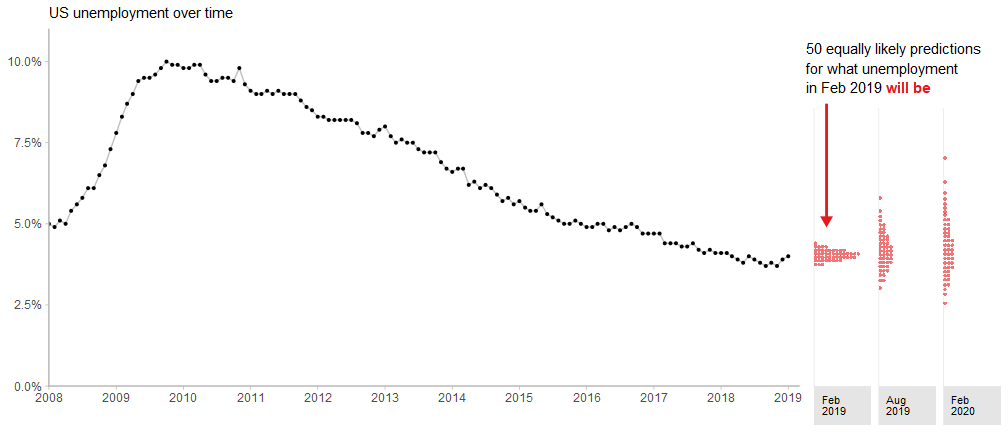 US unemployment over time
50 equally likely predictions
for what unemployment
in Feb 2019 will be
10.0%
7.5%
5.0%
2.5%
0.0%
2008 2009 2010 2011 2012 2013 2014 2015 2016 2017 2018 2019
Feb
2019
Aug
2019
Feb
2020